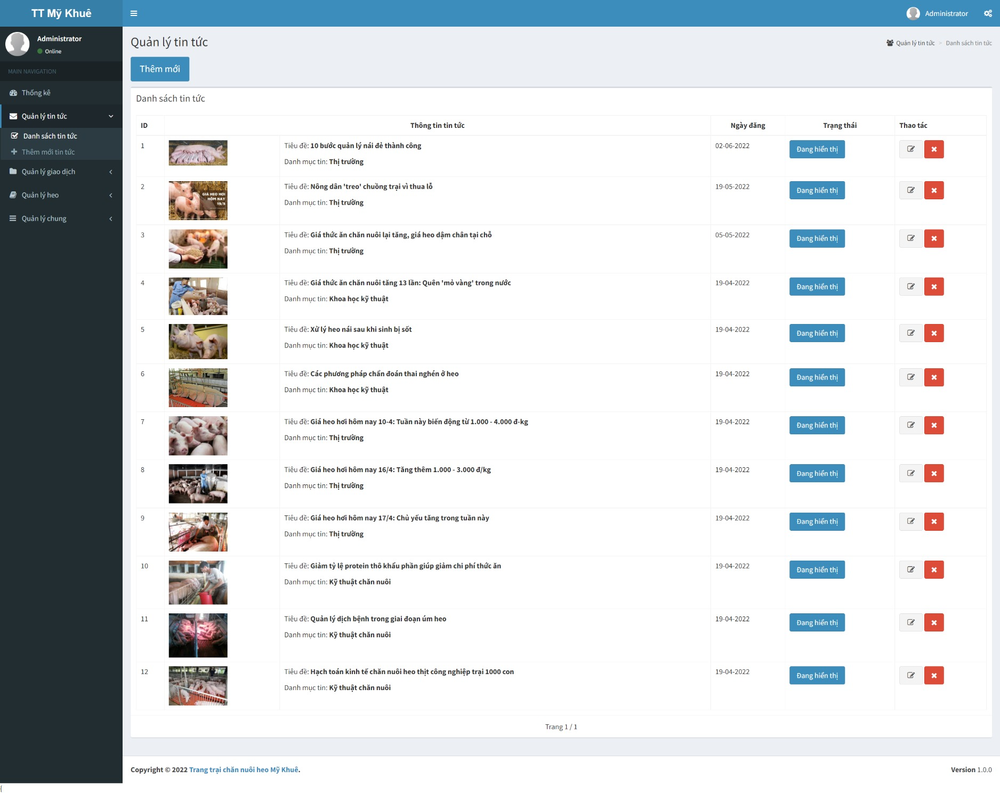 TT Mỹ Khuê
Administrator
Administrator
Online
MAIN NAVIGATION
Thống kê
Quản lý tin tức
Danh sách tin tức
Thêm mới tin tức
Quản lý giao dịch
Quản lý heo
Quản lý chung
Quản lý tin tức
Quản lý tin tức > Danh sách tin tức
Thêm mới
Danh sách tin tức
ID Thông tin tin tức Ngày đăng Trạng thái Thao tác
1 Tiêu đề: 10 bước quản lý nái đẻ thành công 02-06-2022 Đang hiển thị
Danh mục tin: Thị trường
2 Tiêu đề: Nông dân 'treo' chuồng trại vì thua lỗ 19-05-2022 Đang hiển thị
GIÁ HEO HƠI
HÔM NAY
19/5
Danh mục tin: Thị trường
3 Tiêu đề: Giá thức ăn chăn nuôi lại tăng, giá heo dậm chân tại chỗ 05-05-2022 Đang hiển thị
Danh mục tin: Thị trường
4 Tiêu đề: Giá thức ăn chăn nuôi tăng 13 lần: Quên 'mỏ vàng' trong nước 19-04-2022 Đang hiển thị
Danh mục tin: Khoa học kỹ thuật
5 Tiêu đề: Xử lý heo nái sau khi sinh bị sốt 19-04-2022 Đang hiển thị
Danh mục tin: Khoa học kỹ thuật
6 Tiêu đề: Các phương pháp chẩn đoán thai nghén ở heo 19-04-2022 Đang hiển thị
Danh mục tin: Khoa học kỹ thuật
7 Tiêu đề: Giá heo hơi hôm nay 10-4: Tuần này biến động từ 1.000 - 4.000 đ-kg 19-04-2022 Đang hiển thị
Danh mục tin: Thị trường
8 Tiêu đề: Giá heo hơi hôm nay 16/4: Tăng thêm 1.000 - 3.000 đ/kg 19-04-2022 Đang hiển thị
Danh mục tin: Thị trường
9 Tiêu đề: Giá heo hơi hôm nay 17/4: Chủ yếu tăng trong tuần này 19-04-2022 Đang hiển thị
Danh mục tin: Thị trường
10 Tiêu đề: Giảm tỷ lệ protein thô khẩu phần giúp giảm chi phí thức ăn 19-04-2022 Đang hiển thị
Danh mục tin: Kỹ thuật chăn nuôi
11 Tiêu đề: Quản lý dịch bệnh trong giai đoạn úm heo 19-04-2022 Đang hiển thị
Danh mục tin: Kỹ thuật chăn nuôi
12 Tiêu đề: Hạch toán kinh tế chăn nuôi heo thịt công nghiệp trại 1000 con 19-04-2022 Đang hiển thị
Danh mục tin: Kỹ thuật chăn nuôi
Trang 1 / 1
Copyright © 2022 Trang trại chăn nuôi heo Mỹ Khuê. Version 1.0.0
{